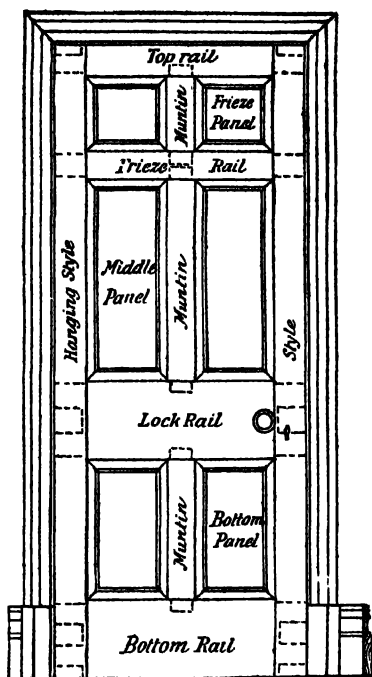 Top rail
Muntin
Frieze
Panel
Frieze Rail
Hanging Style
Middle
Panel
Muntin
Style
Lock Rail
Muntin
Bottom
Panel
Bottom Rail